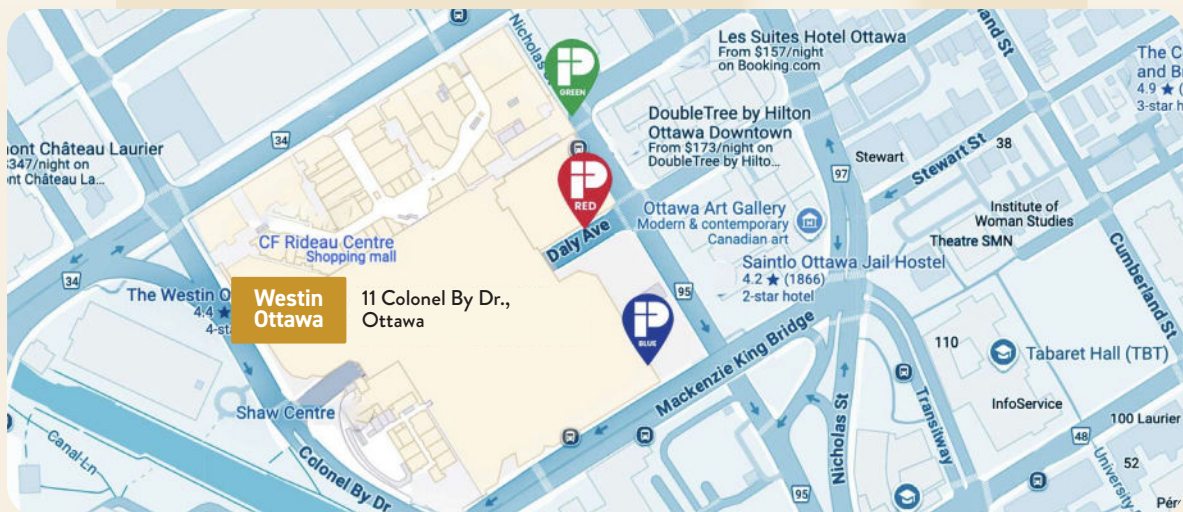 Nicholas S
GREEN
Les Suites Hotel Ottawa
From $157/night
on Booking.com
and St
The C
and B
4.9 ★ (
3-star h
34
DoubleTree by Hilton
Ottawa Downtown
From $173/night on
DoubleTree by Hilto...
mont Château Laurier
$347/night on
nt Château La...
38
Stewart
Stewart St
97
RED
Ottawa Art Gallery
Modern & contemporary
Canadian art
Institute of
Woman Studies
Theatre SMN
Daly Ave
CF Rideau Centre
Shopping mall
Saintlo Ottawa Jail Hostel
4.2 ★ (1866)
2-star hotel
Cumberland St
34
The Westin O
4.4 ★
4-sta
Westin
Ottawa
11 Colonel By Dr.,
Ottawa
95
BLUE
Mackenzie King Bridge
110
Tabaret Hall (TBT)
Shaw Centre
InfoService
100 Laurier
Canal Ln
Colonel By Dr
Nicholas St
Transitway
48
University
52
95
Pér